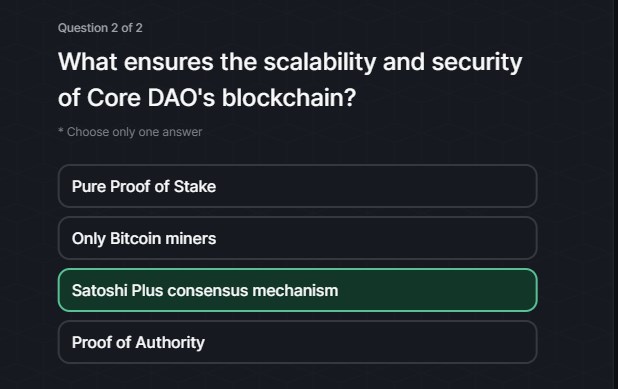 Question 2 of 2
What ensures the scalability and security
of Core DAO's blockchain?
* Choose only one answer
Pure Proof of Stake
Only Bitcoin miners
Satoshi Plus consensus mechanism
Proof of Authority